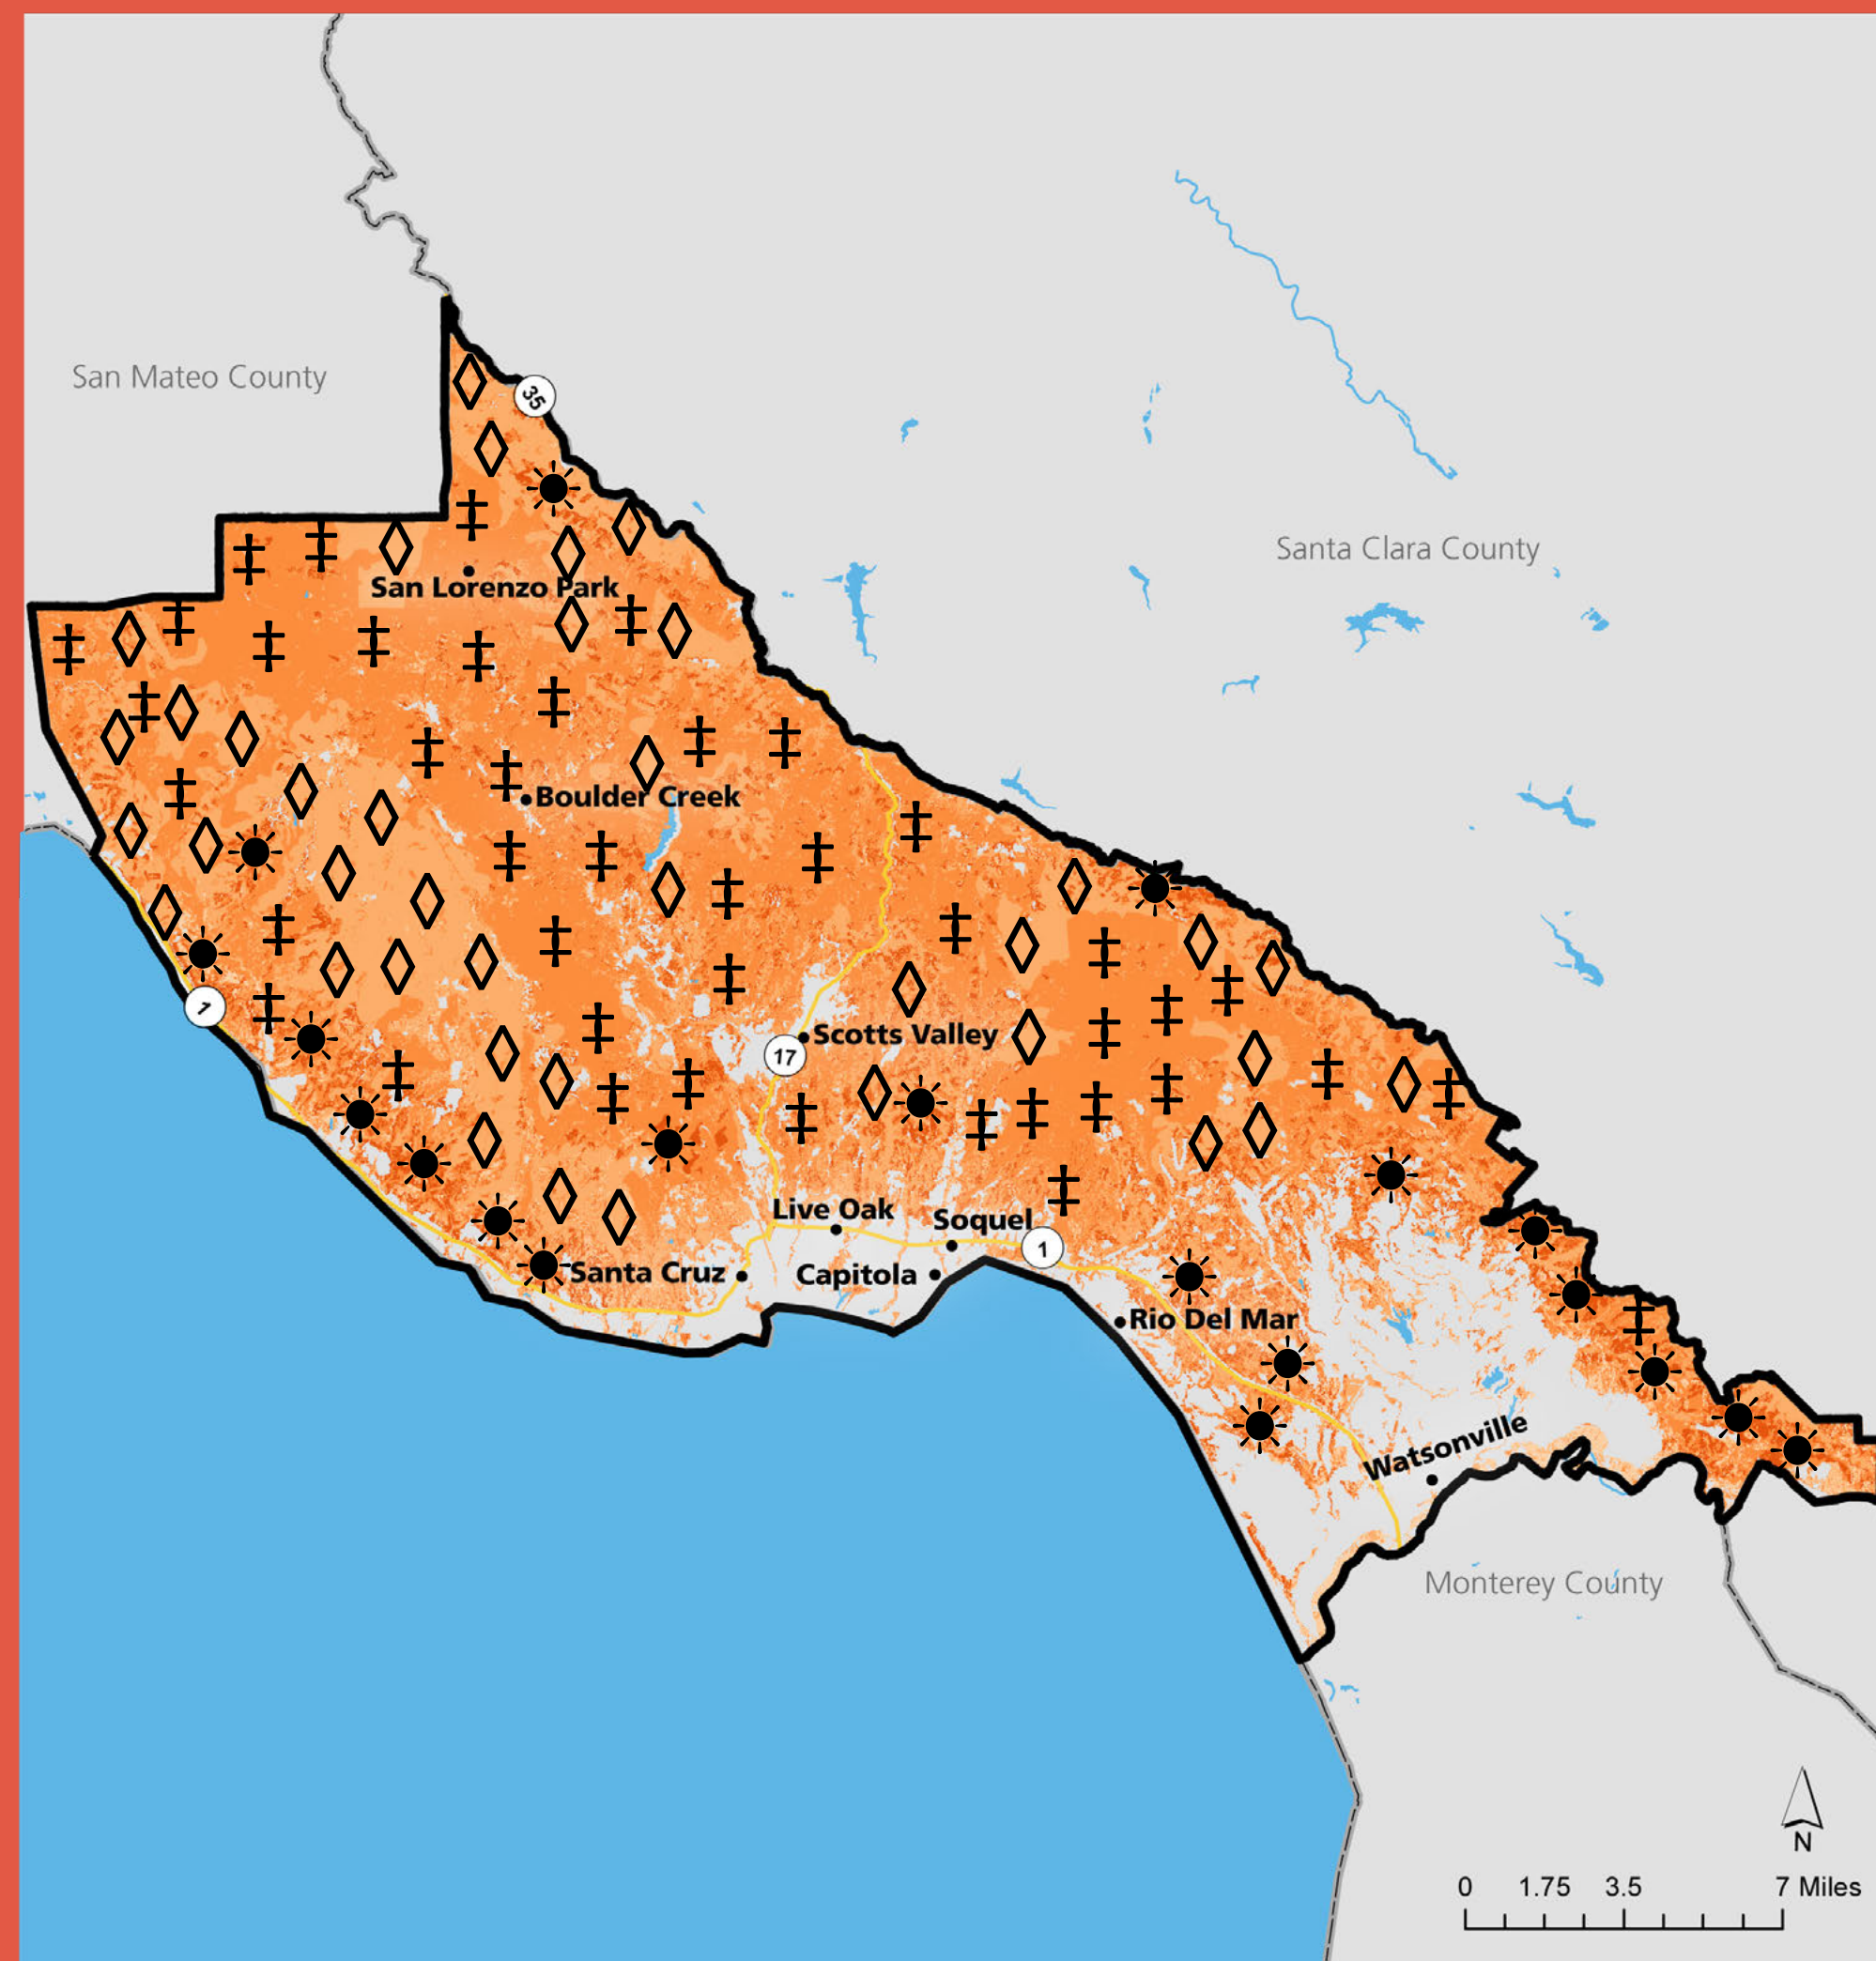 San Mateo County
35
Santa Clara County
San Lorenzo Park
Boulder Creek
1
Scotts Valley
17
Live Oak
Soquel
1
Santa Cruz
Capitola
Rio Del Mar
Watsonville
Monterey County
N
0 1.75 3.5 7 Miles